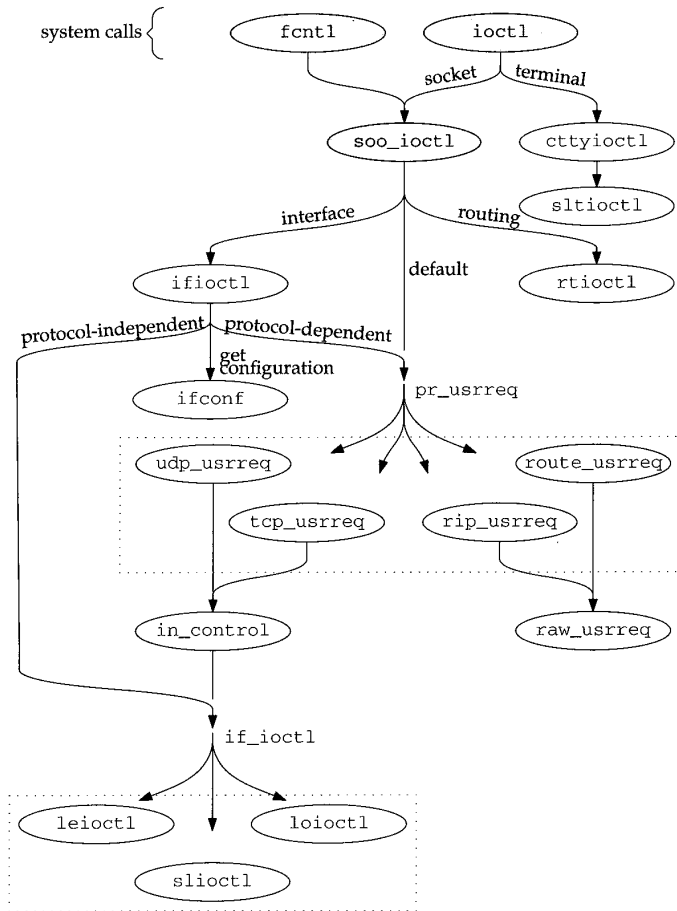 system calls
fcntl
ioctl
socket
terminal
soo_ioctl
cttyioctl
sltioctl
interface
routing
default
ifioctl
rtioctl
protocol-independent
protocol-dependent
get
configuration
ifconf
pr_usrreq
udp_usrreq
route_usrreq
tcp_usrreq
rip_usrreq
in_control
raw_usrreq
if_ioctl
leioctl
loioctl
slioctl